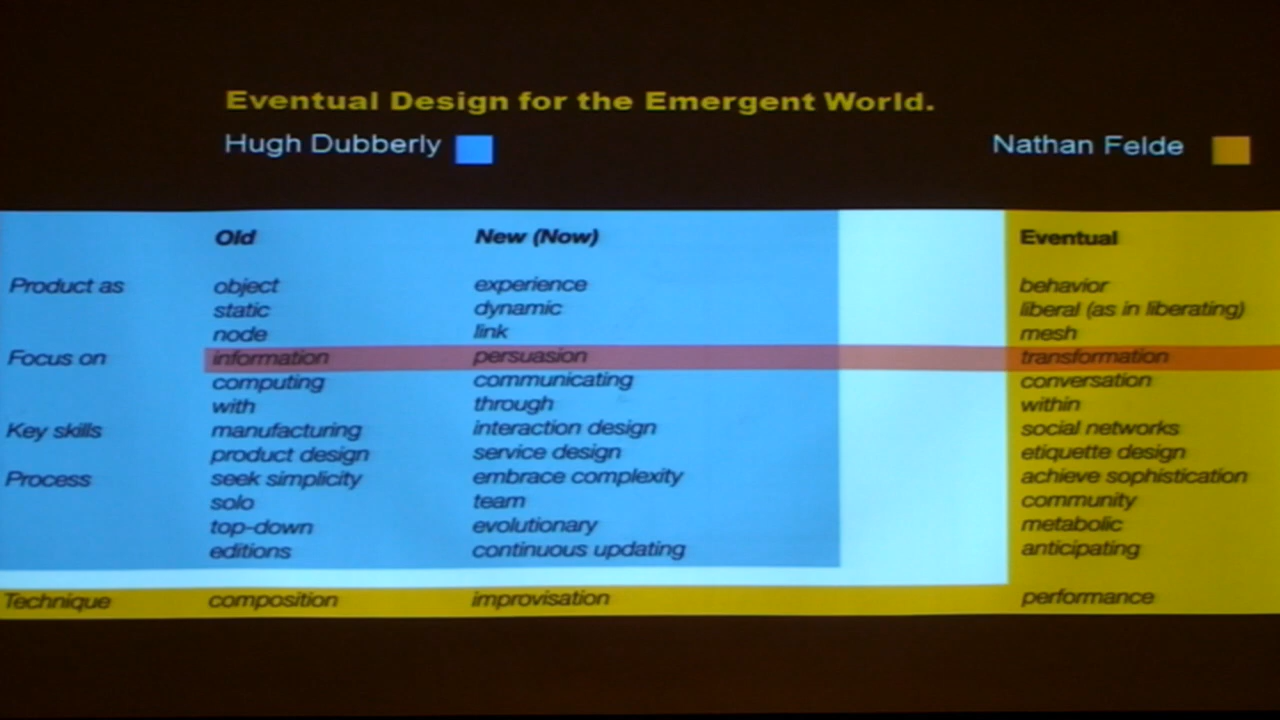 Eventual Design for the Emergent World.
Hugh Dubberly Nathan Felde
Old New (Now) Eventual
Product as object experience behavior
static dynamic liberal (as in liberating)
node link mesh
Focus on information persuasion transformation
computing communicating conversation
with through within
Key skills manufacturing interaction design social networks
product design service design etiquette design
Process seek simplicity embrace complexity achieve sophistication
solo team community
top-down evolutionary metabolic
editions continuous updating anticipating
Technique composition improvisation performance